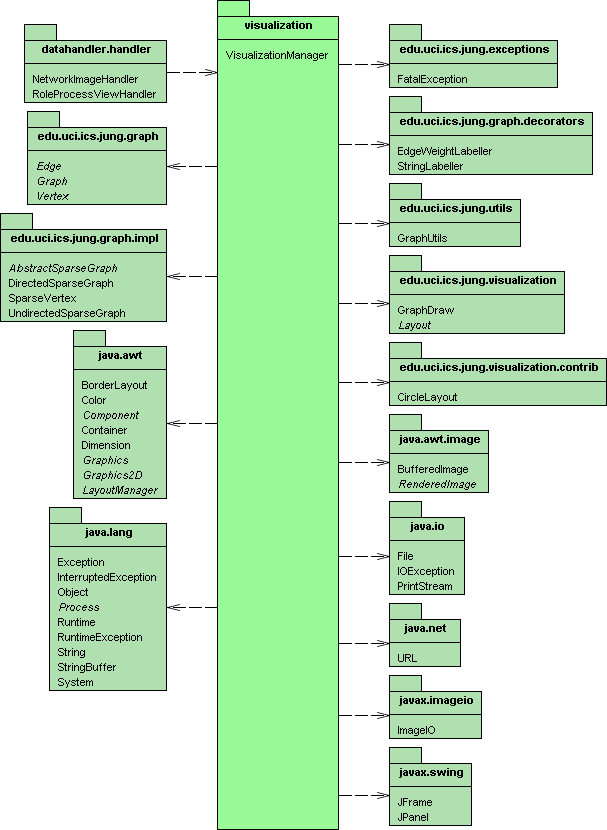 visualization
VisualizationManager
datahandler.handler
NetworkImageHandler
RoleProcessViewHandler
edu.uci.ics.jung.graph
Edge
Graph
Vertex
edu.uci.ics.jung.graph.impl
AbstractSparseGraph
DirectedSparseGraph
SparseVertex
UndirectedSparseGraph
java.awt
BorderLayout
Color
Component
Container
Dimension
Graphics
Graphics2D
LayoutManager
java.lang
Exception
InterruptedException
Object
Process
Runtime
RuntimeException
String
StringBuffer
System
edu.uci.ics.jung.exceptions
FatalException
edu.uci.ics.jung.graph.decorators
EdgeWeightLabeller
StringLabeller
edu.uci.ics.jung.utils
GraphUtils
edu.uci.ics.jung.visualization
GraphDraw
Layout
edu.uci.ics.jung.visualization.contrib
CircleLayout
java.awt.image
BufferedImage
RenderedImage
java.io
File
IOException
PrintStream
java.net
URL
javax.imageio
ImageIO
javax.swing
JFrame
JPanel